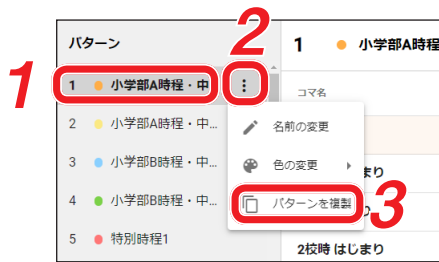 パターン
2
1 小学部A時程
1
1 小学部A時程・中
コマ名
2 小学部A時程・中...
名前の変更
3 小学部B時程・中...
色の変更
まり
4 小学部B時程・中...
パターンを複製
3
5 特別時程1
2校時 はじまり